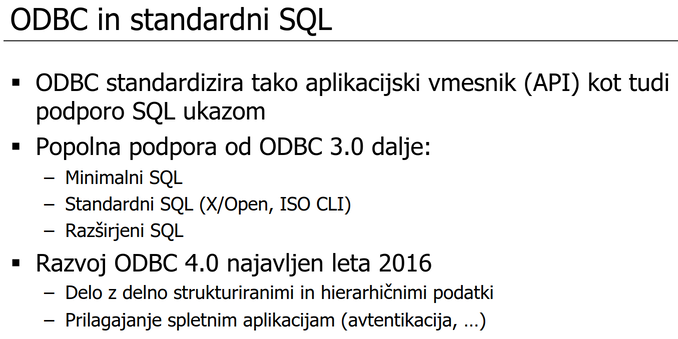 ODBC in standardni SQL
▪ ODBC standardizira tako aplikacijski vmesnik (API) kot tudi
podporo SQL ukazom
▪ Popolna podpora od ODBC 3.0 dalje:
– Minimalni SQL
– Standardni SQL (X/Open, ISO CLI)
– Razširjeni SQL
▪ Razvoj ODBC 4.0 najavljen leta 2016
– Delo z delno strukturiranimi in hierarhičnimi podatki
– Prilagajanje spletnim aplikacijam (avtentikacija, …)